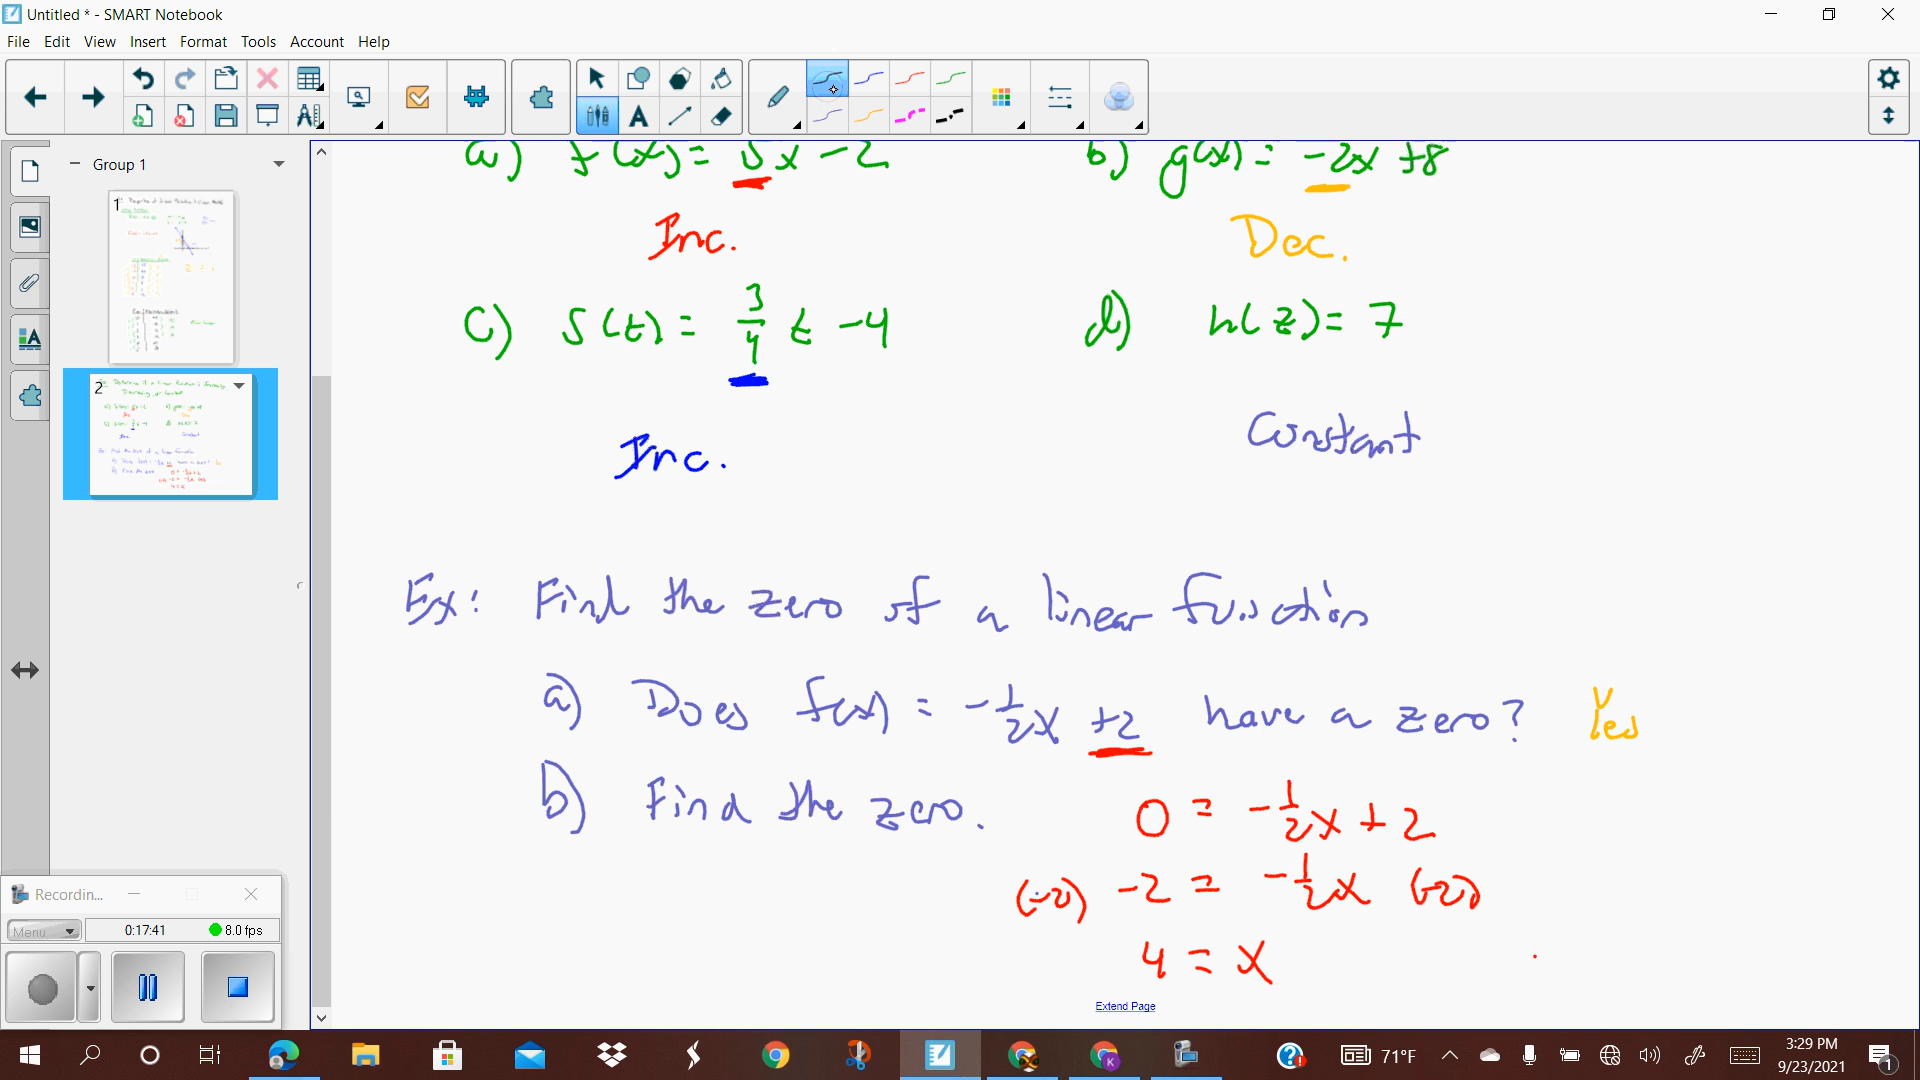 Untitled * - SMART Notebook
File Edit View Insert Format Tools Account Help
Group 1
1
2
a) f(x) = 5x - 2
b) g(x) = -2x + 8
Inc.
Dec.
c) S(t) = 3/4 t - 4
d) h(z) = 7
Inc.
Constant
Ex: Find the zero of a linear function
a) Does f(x) = -1/2x + 2 have a zero? Yes
b) Find the zero.
0 = -1/2x + 2
(-2) -2 = -1/2x (-2)
4 = x
Extend Page
Recordin...
Menu 0:17:41 8.0 fps
71°F
3:29 PM
9/23/2021
1